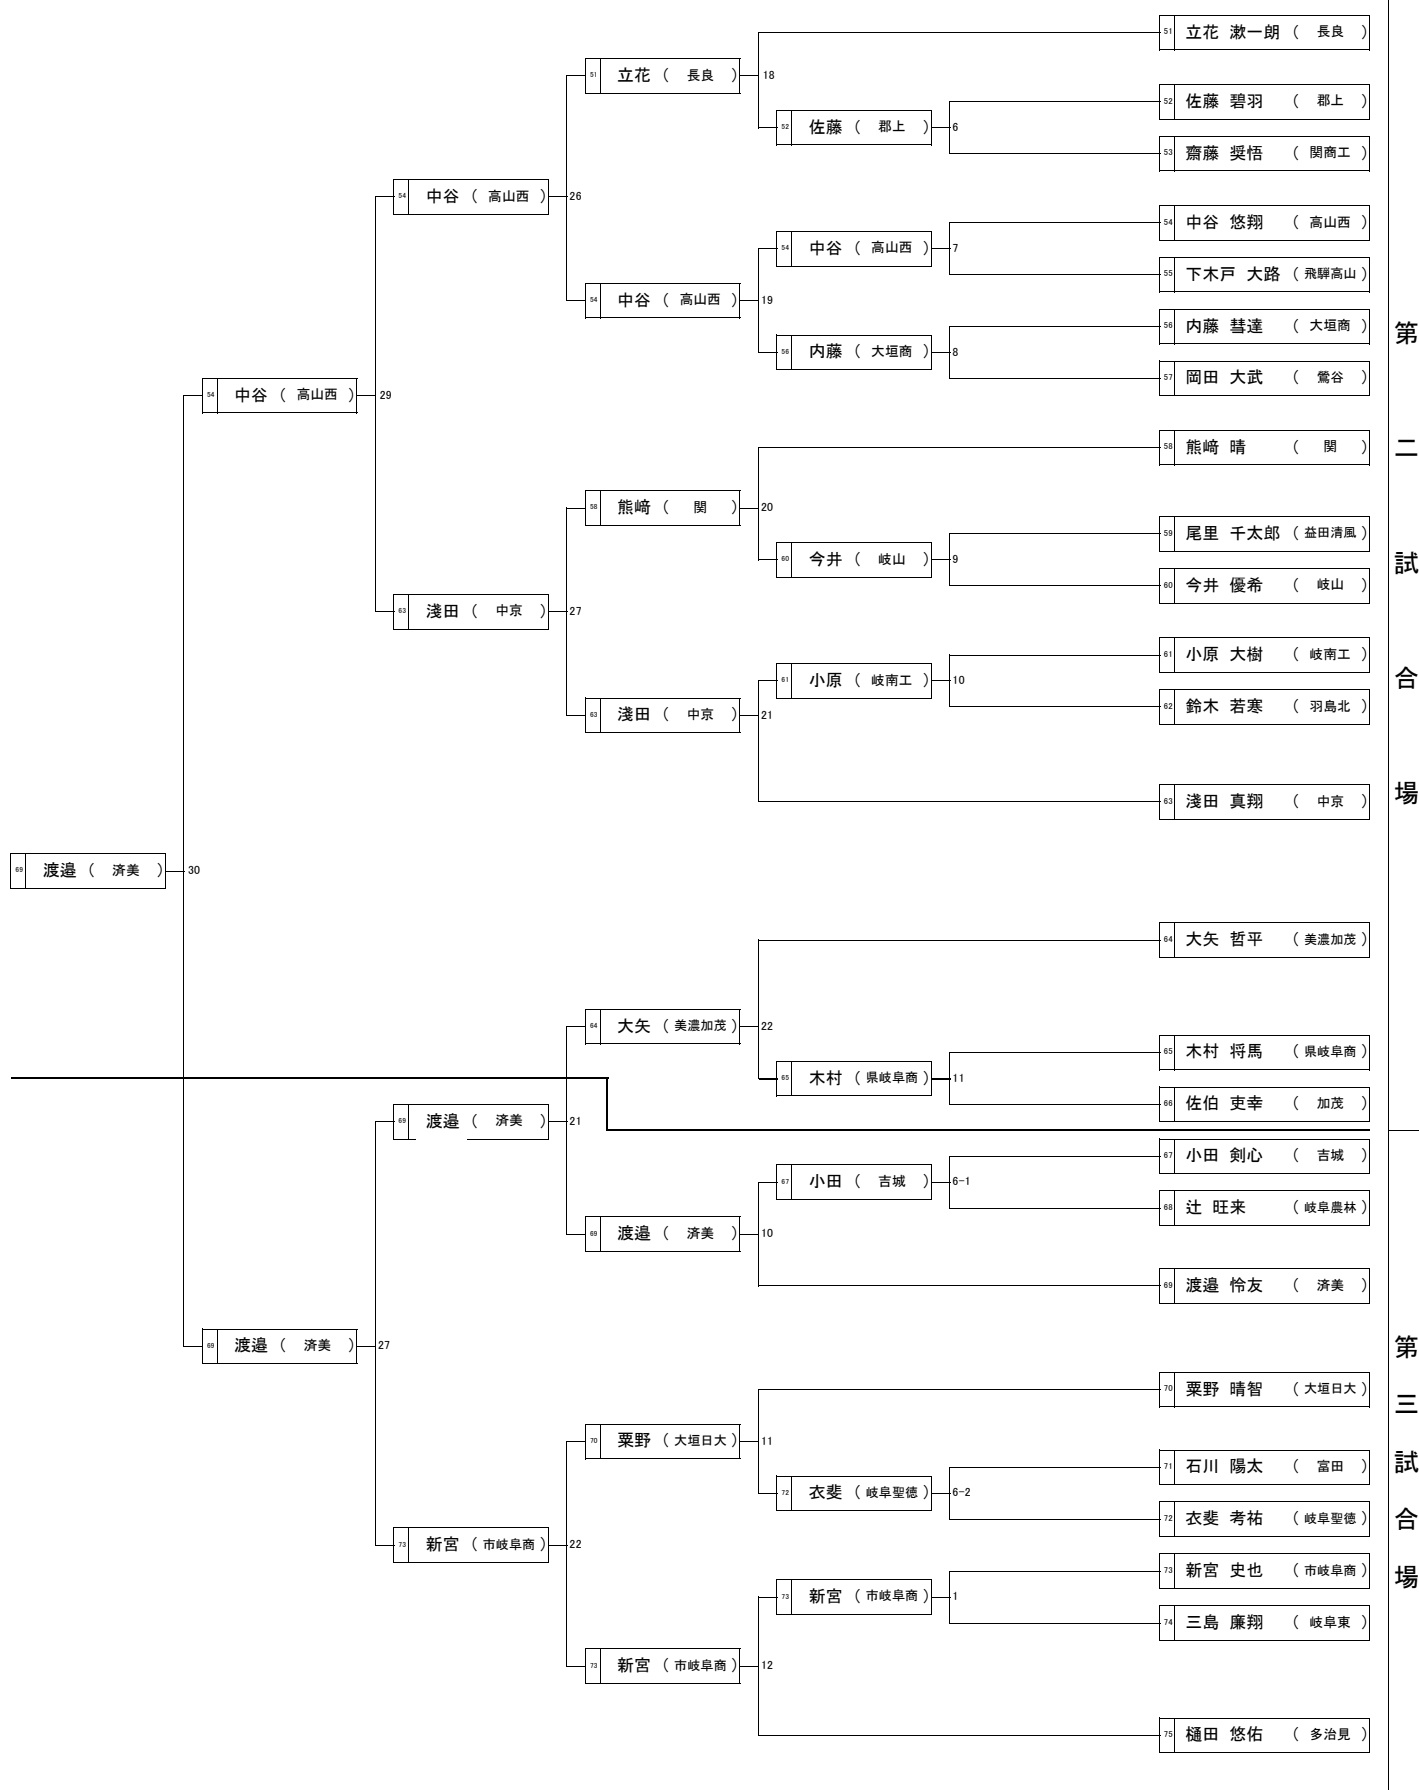 51 立花 漱一朗 ( 長良 )
51 立花 ( 長良 ) 18
52 佐藤 碧羽 ( 郡上 )
52 佐藤 ( 郡上 ) 6
53 齋藤 奨悟 ( 関商工 )
54 中谷 ( 高山西 ) 26
54 中谷 悠翔 ( 高山西 )
54 中谷 ( 高山西 ) 7
55 下木戸 大路 ( 飛騨高山 )
54 中谷 ( 高山西 ) 19
56 内藤 彗達 ( 大垣商 )
56 内藤 ( 大垣商 ) 8
57 岡田 大武 ( 鶯谷 )
54 中谷 ( 高山西 ) 29
58 熊﨑 晴 ( 関 )
58 熊﨑 ( 関 ) 20
59 尾里 千太郎 ( 益田清風 )
60 今井 ( 岐山 ) 9
60 今井 優希 ( 岐山 )
63 淺田 ( 中京 ) 27
61 小原 大樹 ( 岐南工 )
61 小原 ( 岐南工 ) 10
62 鈴木 若寒 ( 羽島北 )
63 淺田 ( 中京 ) 21
63 淺田 真翔 ( 中京 )
第二試合場
69 渡邉 ( 済美 ) 30
64 大矢 哲平 ( 美濃加茂 )
64 大矢 ( 美濃加茂 ) 22
65 木村 将馬 ( 県岐阜商 )
65 木村 ( 県岐阜商 ) 11
66 佐伯 吏幸 ( 加茂 )
69 渡邉 ( 済美 ) 21
67 小田 剣心 ( 吉城 )
67 小田 ( 吉城 ) 6-1
68 辻 旺来 ( 岐阜農林 )
69 渡邉 ( 済美 ) 10
69 渡邉 怜友 ( 済美 )
69 渡邉 ( 済美 ) 27
70 粟野 晴智 ( 大垣日大 )
70 粟野 ( 大垣日大 ) 11
71 石川 陽太 ( 富田 )
72 衣斐 ( 岐阜聖徳 ) 6-2
72 衣斐 考祐 ( 岐阜聖徳 )
73 新宮 ( 市岐阜商 ) 22
73 新宮 史也 ( 市岐阜商 )
73 新宮 ( 市岐阜商 ) 1
74 三島 廉翔 ( 岐阜東 )
73 新宮 ( 市岐阜商 ) 12
75 樋田 悠佑 ( 多治見 )
第三試合場